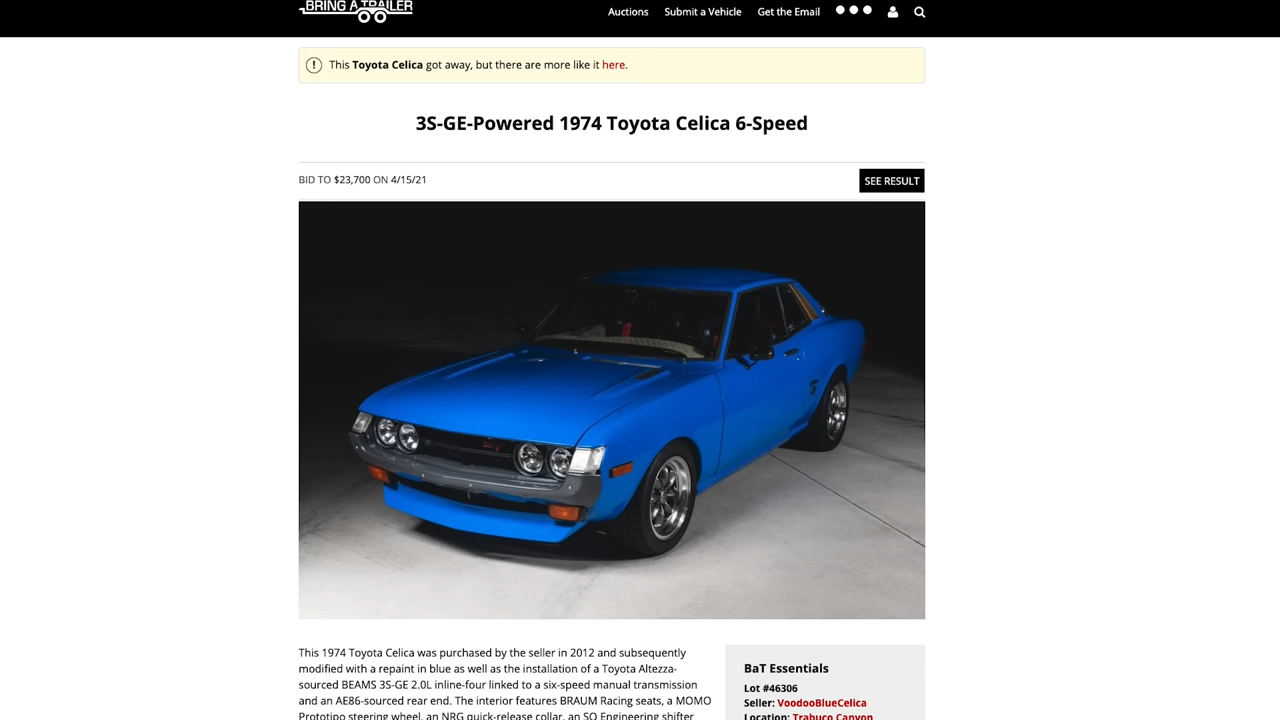 BRING A TRAILER
Auctions Submit a Vehicle Get the Email
This Toyota Celica got away, but there are more like it here.
3S-GE-Powered 1974 Toyota Celica 6-Speed
BID TO $23,700 ON 4/15/21
SEE RESULT
This 1974 Toyota Celica was purchased by the seller in 2012 and subsequently
modified with a repaint in blue as well as the installation of a Toyota Altezza-
sourced BEAMS 3S-GE 2.0L inline-four linked to a six-speed manual transmission
and an AE86-sourced rear end. The interior features BRAUM Racing seats, a MOMO
Prototipo steering wheel, an NRG quick-release collar, an SQ Engineering shifter
BaT Essentials
Lot #46306
Seller: VoodooBlueCelica
Location: Trabuco Canyon